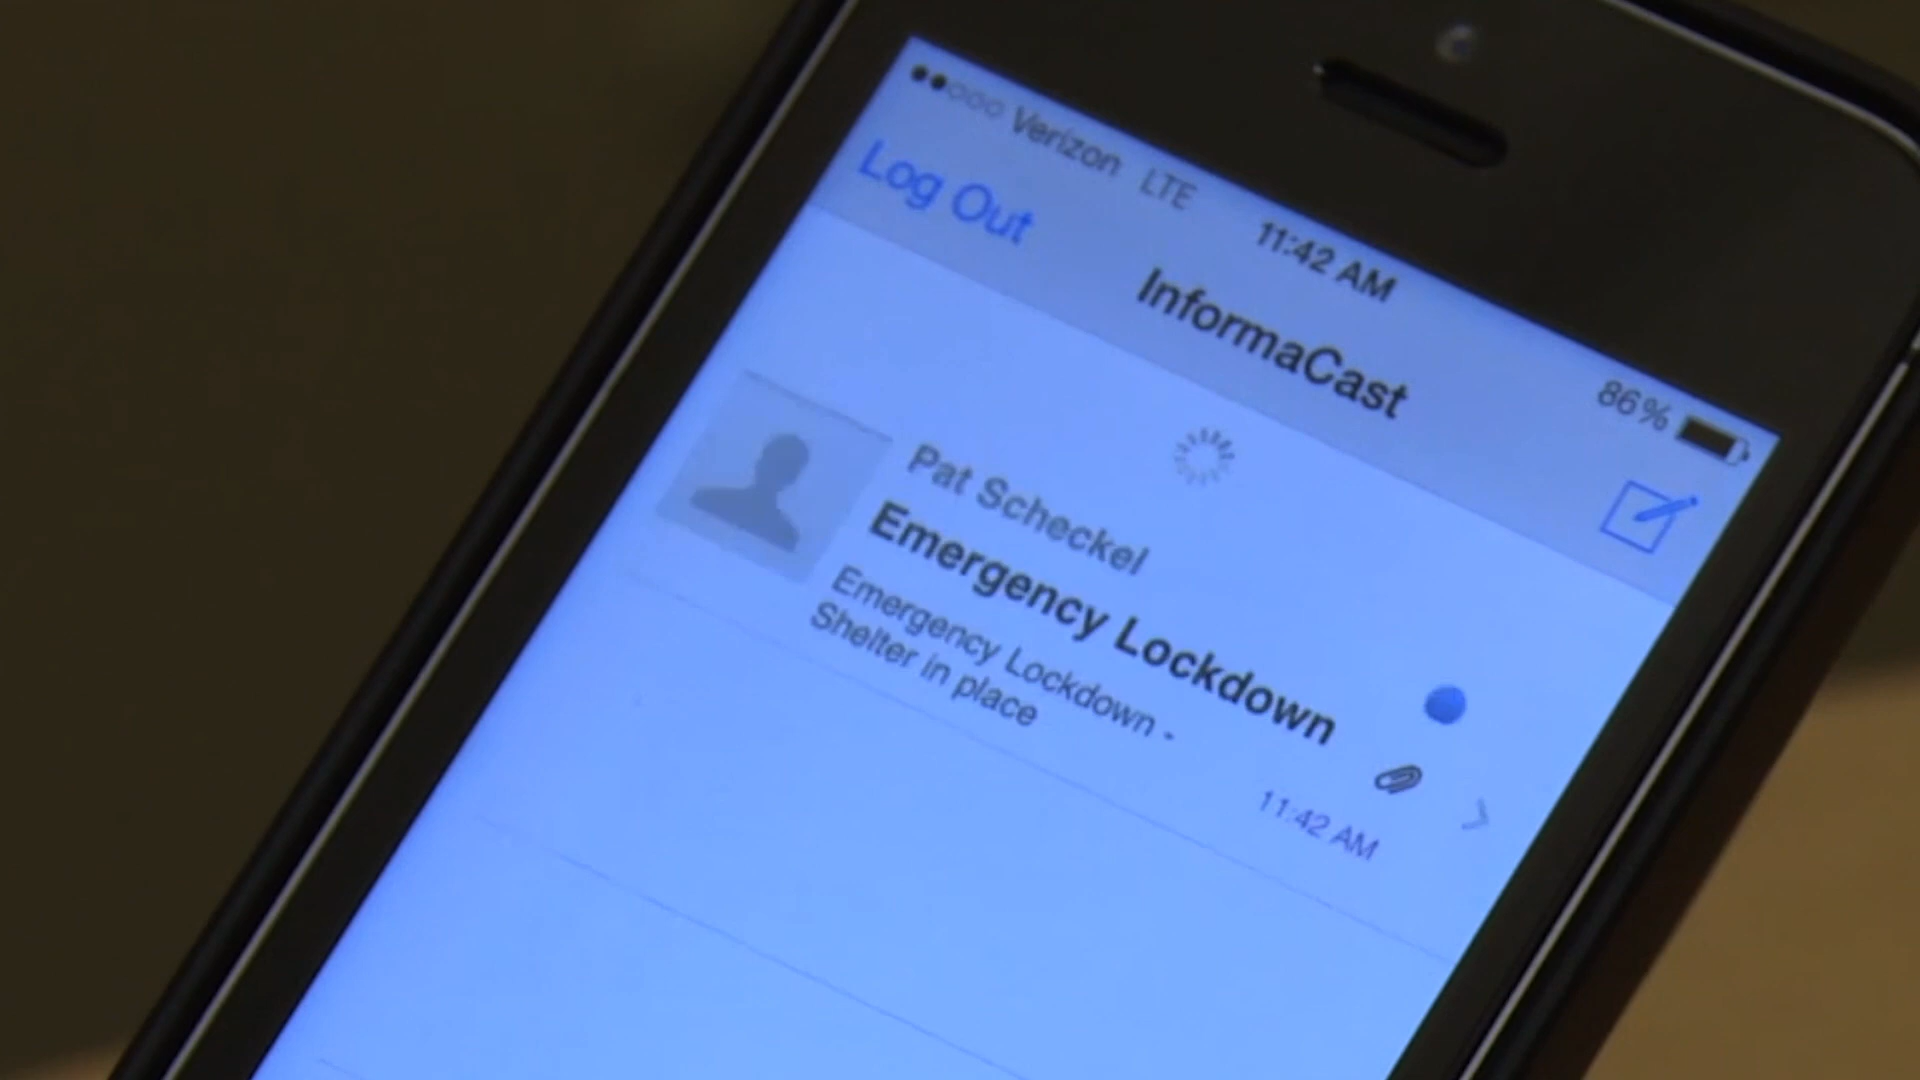 Verizon LTE 11:42 AM 86%
Log Out InformaCast
Pat Scheckel
Emergency Lockdown
Emergency Lockdown -
Shelter in place
11:42 AM